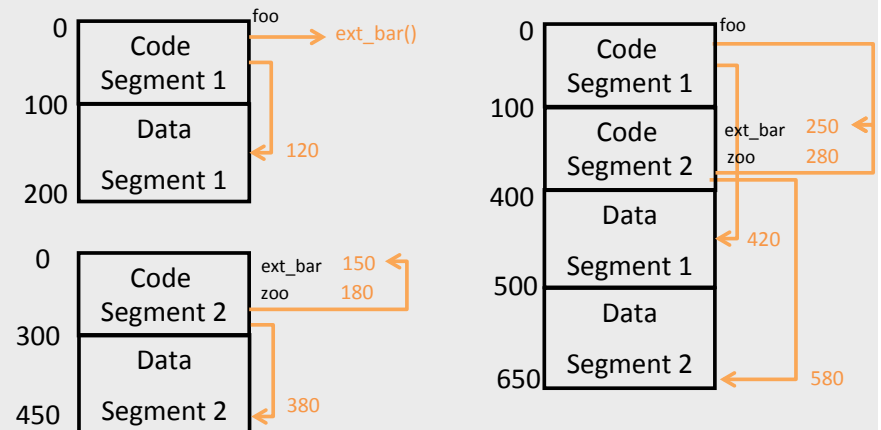 0
foo
Code
Segment 1
ext_bar()
100
Data
Segment 1
120
200
0
Code
Segment 2
ext_bar 150
zoo 180
300
Data
Segment 2
380
450
0
foo
Code
Segment 1
100
Code
Segment 2
ext_bar 250
zoo 280
400
Data
Segment 1
420
500
Data
Segment 2
650
580